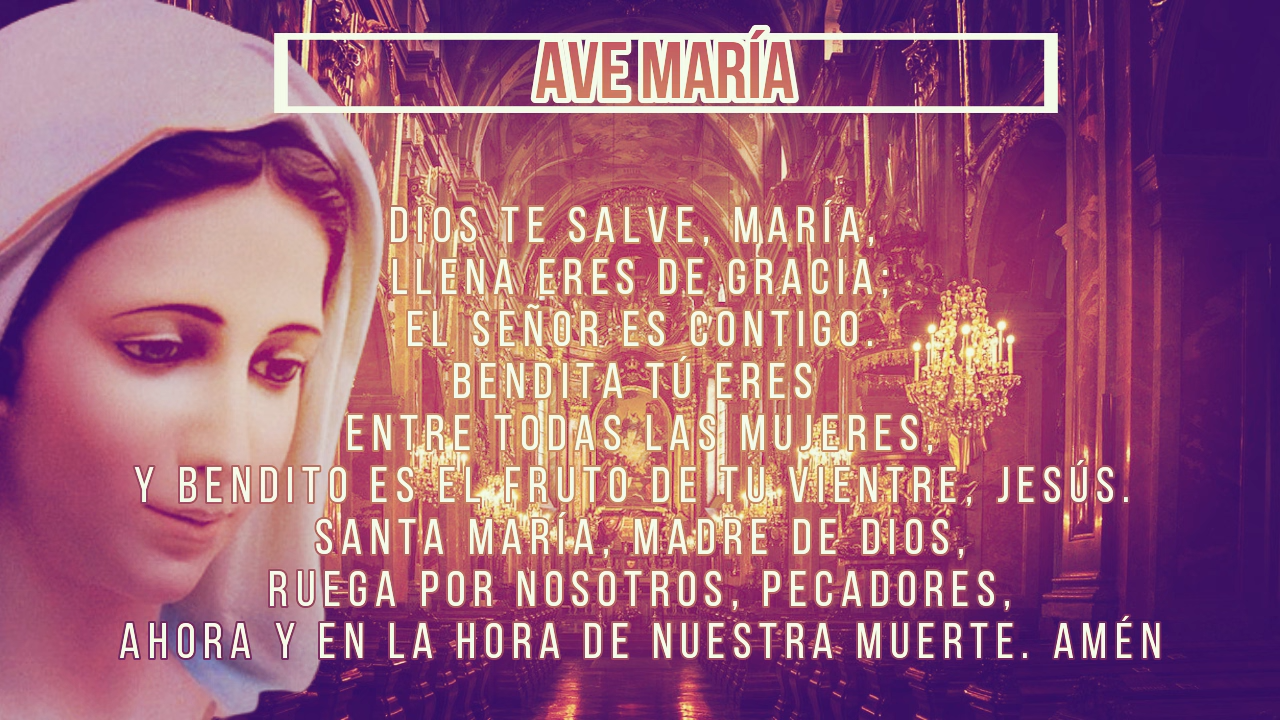 AVE MARÍA
DIOS TE SALVE, MARÍA,
LLENA ERES DE GRACIA;
EL SEÑOR ES CONTIGO.
BENDITA TÚ ERES
ENTRE TODAS LAS MUJERES,
Y BENDITO ES EL FRUTO DE TU VIENTRE, JESÚS.
SANTA MARÍA, MADRE DE DIOS,
RUEGA POR NOSOTROS, PECADORES,
AHORA Y EN LA HORA DE NUESTRA MUERTE. AMÉN